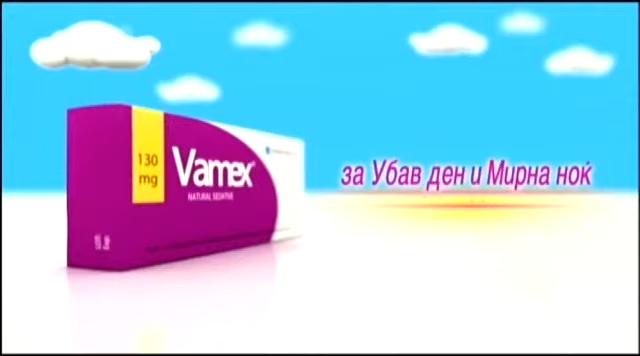 130
mg
Vamex®
NATURAL SEDATIVE
за Убав ден и Мирна ноќ